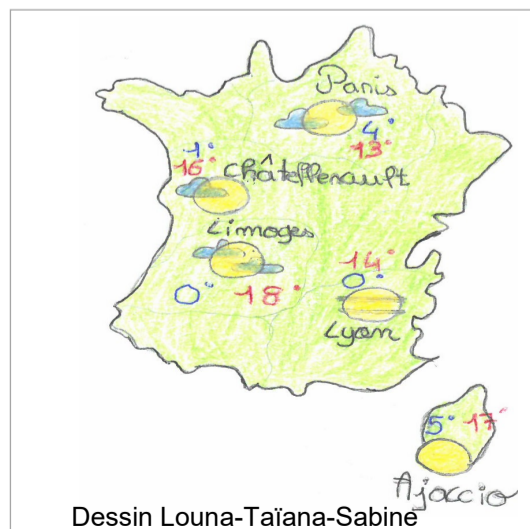 Paris
4°
13°
1°
16°
Châtellerault
Limoges
0°
18°
14°
0°
Lyon
5° 17°
Ajaccio
Dessin Louna-Taïana-Sabine